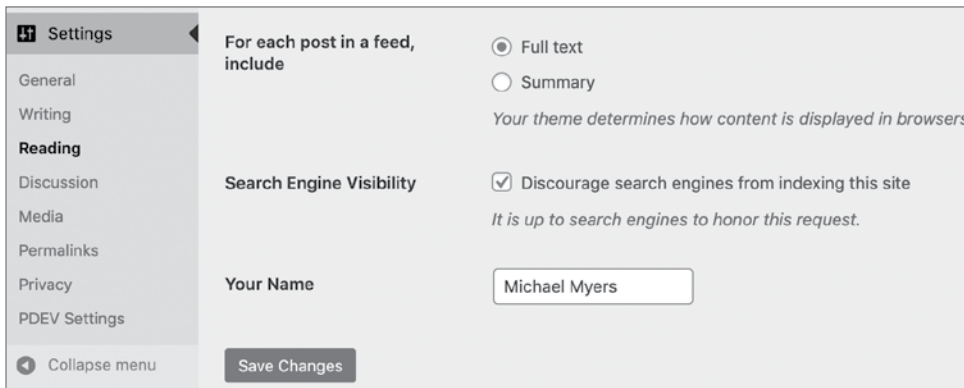 Settings
General
Writing
Reading
Discussion
Media
Permalinks
Privacy
PDEV Settings
Collapse menu
For each post in a feed,
include
Full text
Summary
Your theme determines how content is displayed in browsers
Search Engine Visibility
Discourage search engines from indexing this site
It is up to search engines to honor this request.
Your Name
Michael Myers
Save Changes